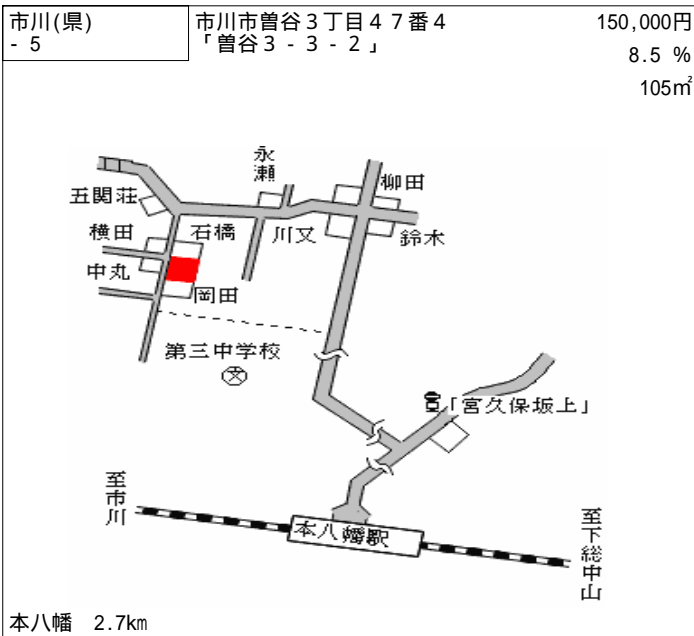 市川(県)
- 5
市川市曽谷３丁目４７番４
「曽谷３‐３‐２」
150,000円
8.5 %
105㎡
永瀬
柳田
五関荘
横田
石橋
川又
鈴木
中丸
岡田
第三中学校
文
「宮久保坂上」
至市川
本八幡駅
至下総中山
本八幡 2.7km